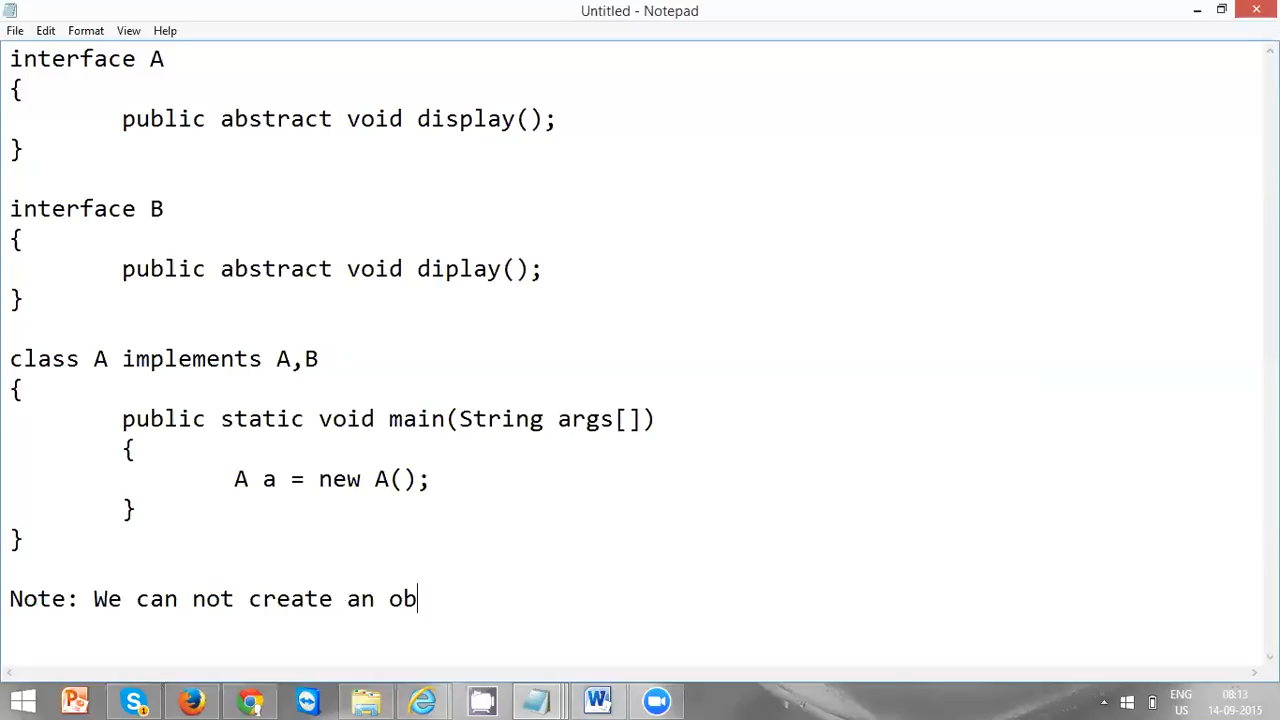 Untitled - Notepad
File Edit Format View Help
interface A
{
public abstract void display();
}
interface B
{
public abstract void diplay();
}
class A implements A,B
{
public static void main(String args[])
{
A a = new A();
}
}
Note: We can not create an ob
ENG 08:13
US 14-09-2015